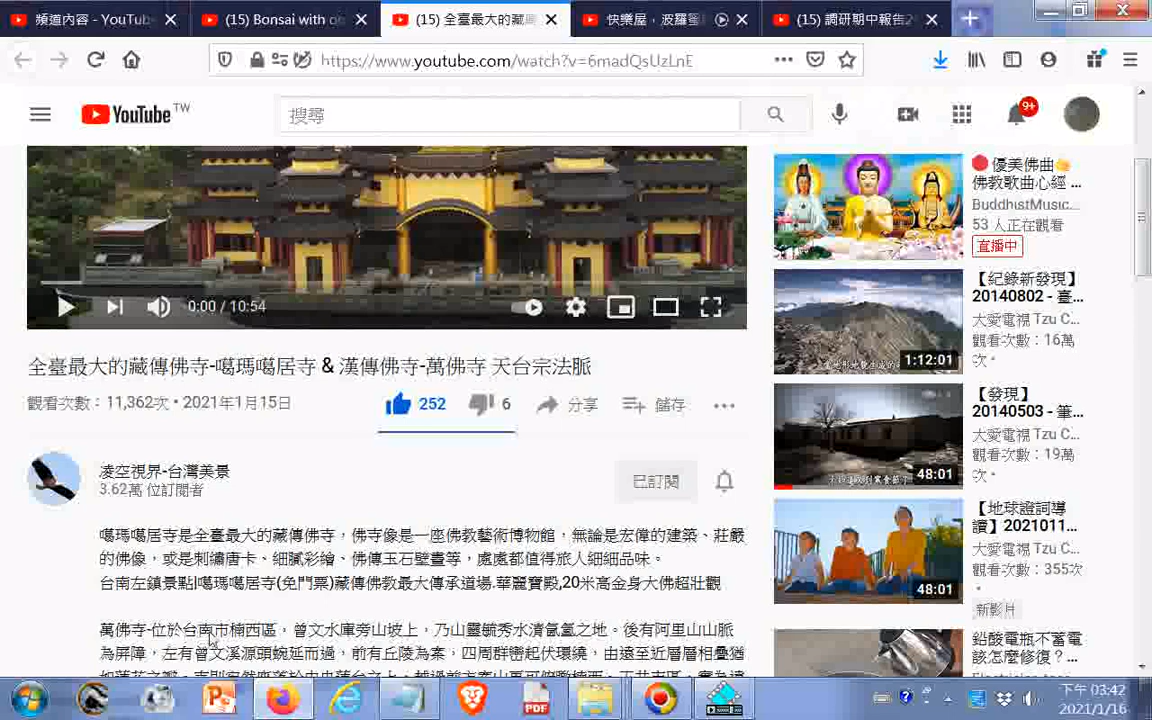 頻道內容 - YouTub
(15) Bonsai with o
(15) 全臺最大的藏
快樂屋，波羅蜜
(15) 調研期中報告
https://www.youtube.com/watch?v=6madQsUzLnE
YouTube TW
搜尋
9+
0:00 / 10:54
全臺最大的藏傳佛寺-噶瑪噶居寺 & 漢傳佛寺-萬佛寺 天台宗法脈
觀看次數：11,362次 • 2021年1月15日
252
6
分享
儲存
凌空視界-台灣美景
3.62萬 位訂閱者
已訂閱
噶瑪噶居寺是全臺最大的藏傳佛寺，佛寺像是一座佛教藝術博物館，無論是宏偉的建築、莊嚴
的佛像，或是刺繡唐卡、細膩彩繪、佛傳玉石壁畫等，處處都值得旅人細細品味。
台南左鎮景點|噶瑪噶居寺(免門票)藏傳佛教最大傳承道場.華麗寶殿,20米高金身大佛超壯觀
萬佛寺-位於台南市楠西區，曾文水庫旁山坡上，乃山靈毓秀水清氤氳之地。後有阿里山山脈
為屏障，左有曾文溪源頭蜿延而過，前有丘陵為案，四周群巒起伏環繞，由遠至近層層相疊猶
優美佛曲
佛教歌曲心經 ...
BuddhistMusic...
53 人正在觀看
直播中
【紀錄新發現】
20140802 - 臺...
大愛電視 Tzu C...
觀看次數：16萬
次 •
1:12:01
【發現】
20140503 - 筆...
大愛電視 Tzu C...
觀看次數：19萬
次 •
48:01
【地球證詞導
讀】2021011...
大愛電視 Tzu C...
觀看次數：355次
•
新影片
48:01
鉛酸電瓶不蓄電
該怎麼修復？...
PDF
下午 03:42
2021/1/16